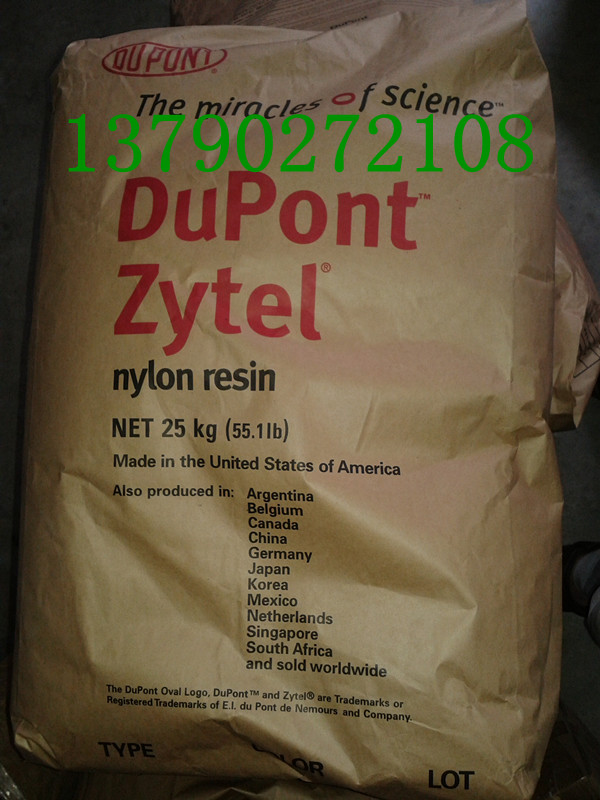 DuPont
DUPONT
The miracles of science™
13790272108
DuPont™
Zytel®
nylon resin
NET 25 kg (55.1lb)
Made in the United States of America
Also produced in: Argentina
Belgium
Canada
China
Germany
Japan
Korea
Mexico
Netherlands
Singapore
South Africa
and sold worldwide
The DuPont Oval Logo, DuPont™ and Zytel® are Trademarks or
Registered Trademarks of E.I. du Pont de Nemours and Company.
TYPE COLOR LOT